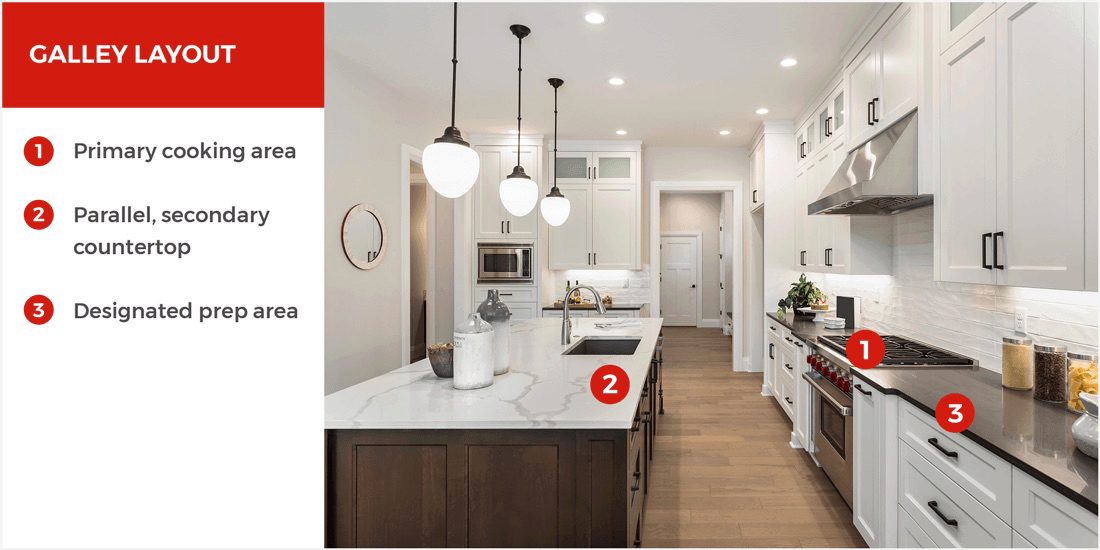 GALLEY LAYOUT
1 Primary cooking area
2 Parallel, secondary
countertop
3 Designated prep area
1
2
3